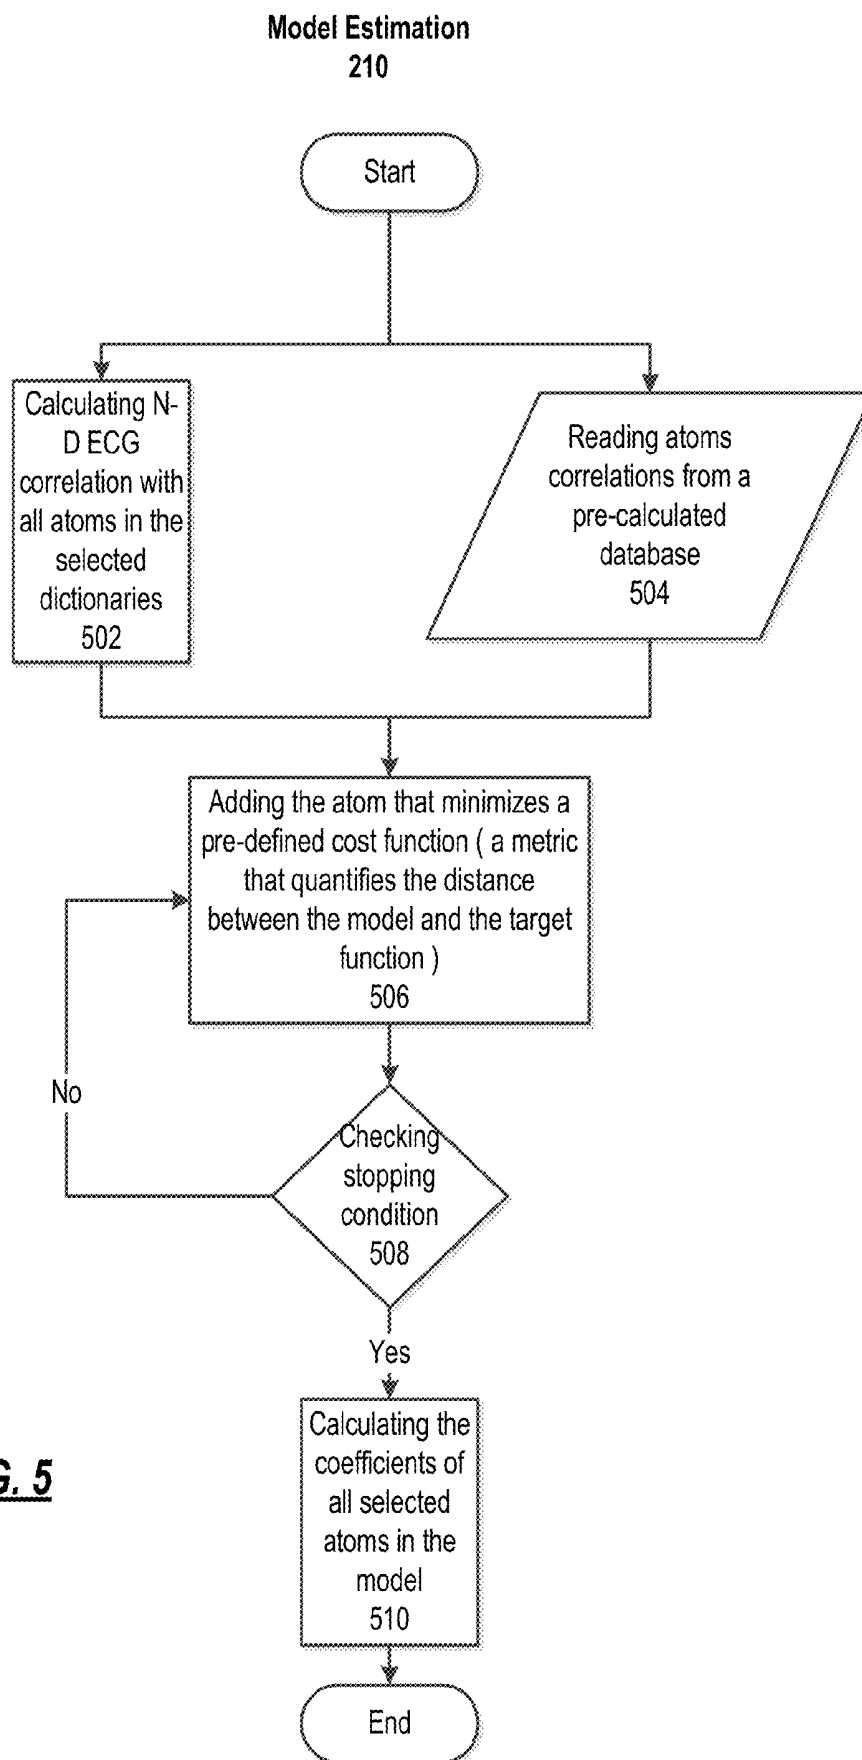 Model Estimation
210
Start
Calculating N-
D ECG
correlation with
all atoms in the
selected
dictionaries
502
Reading atoms
correlations from a
pre-calculated
database
504
Adding the atom that minimizes a
pre-defined cost function ( a metric
that quantifies the distance
between the model and the target
function )
506
No
Checking
stopping
condition
508
Yes
Calculating the
coefficients of
all selected
atoms in the
model
510
G. 5
End